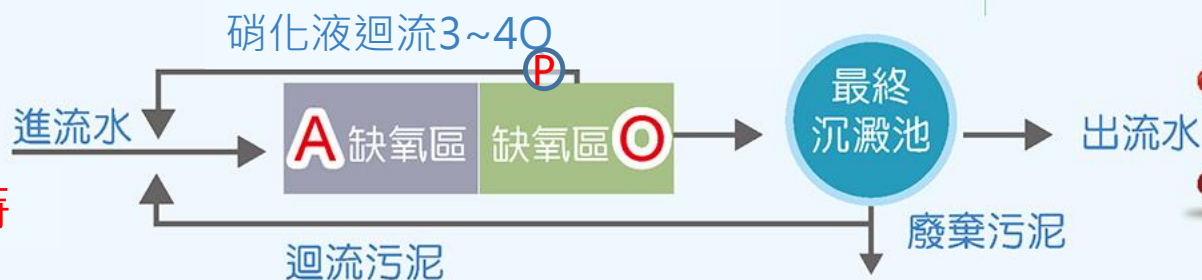 硝化液迴流3~4Q
P
進流水
A缺氧區
缺氧區O
最終
沉澱池
出流水
迴流污泥
廢棄污泥